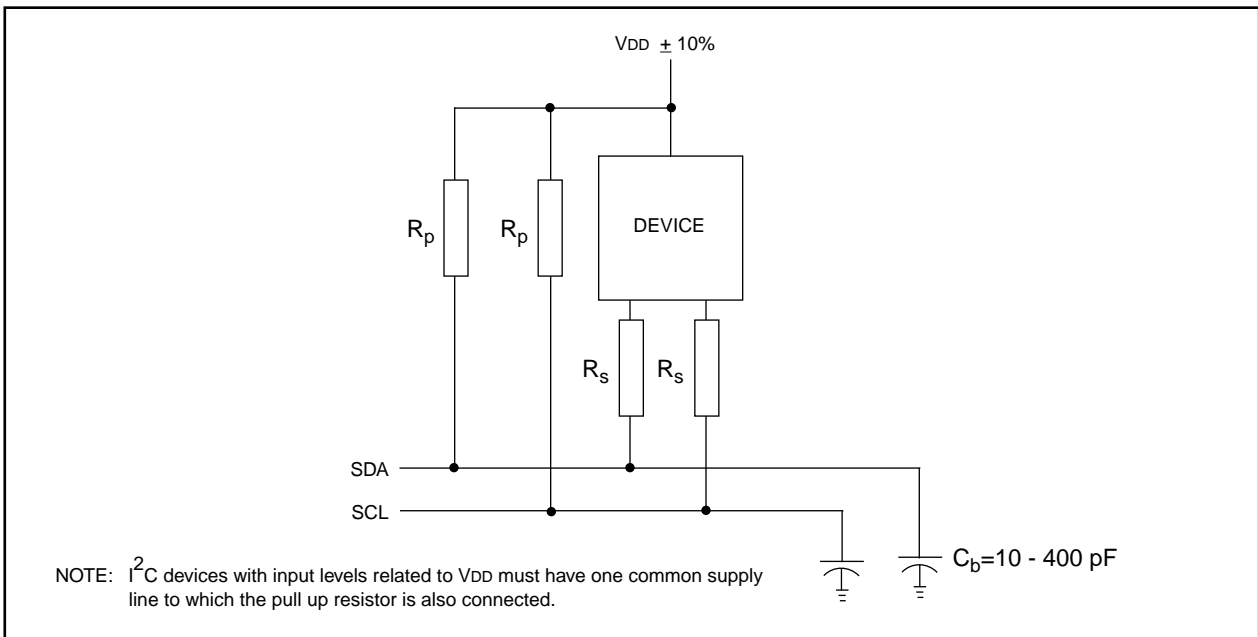 VDD ± 10%
Rp
Rp
DEVICE
Rs
Rs
SDA
SCL
Cb=10 - 400 pF
NOTE: I²C devices with input levels related to VDD must have one common supply
line to which the pull up resistor is also connected.